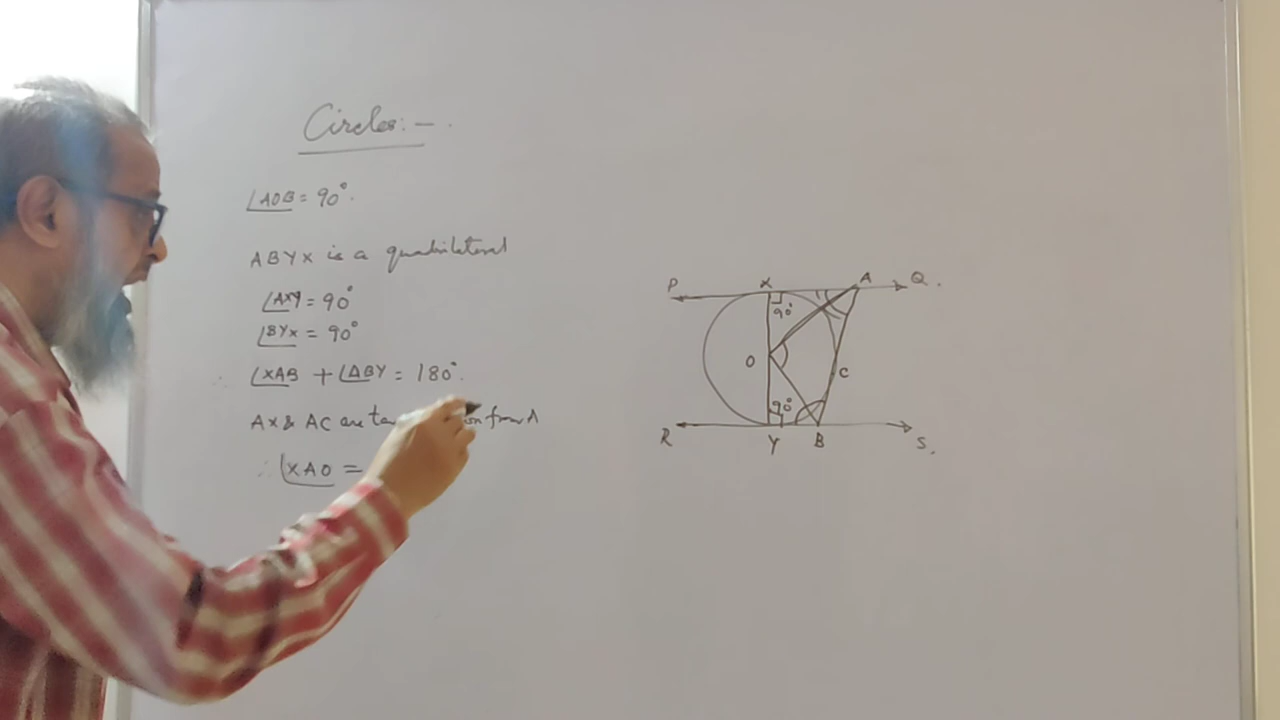 Circles:-
∠AOB = 90°.
ABYX is a quadrilateral
∠AXY = 90°
∠BYX = 90°
∴ ∠XAB + ∠ABY = 180°.
AX & AC are from A
∴ ∠XAO =
P X A Q.
90°
O
C
90°
R Y B S.